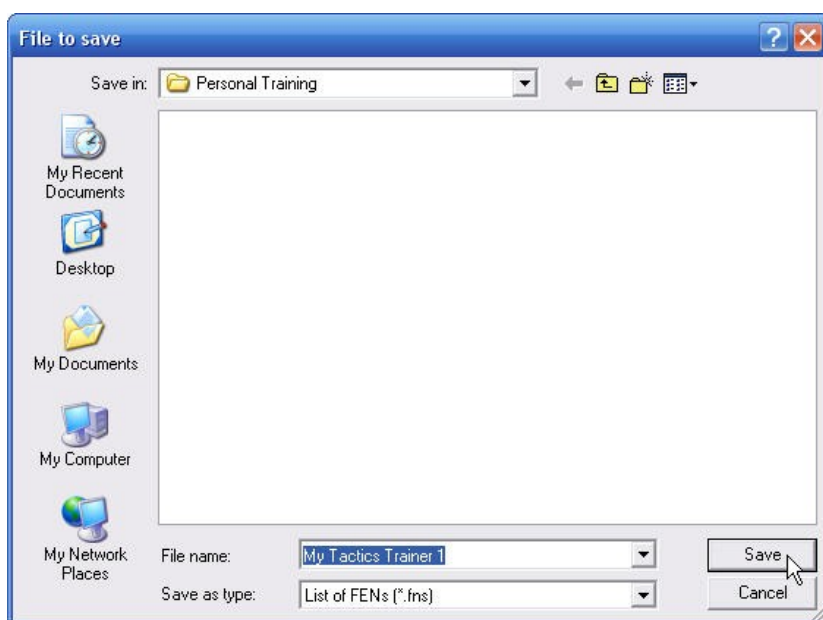 File to save
Save in: Personal Training
My Recent
Documents
Desktop
My Documents
My Computer
My Network
Places
File name: My Tactics Trainer 1 Save
Save as type: List of FENs (*.fns) Cancel